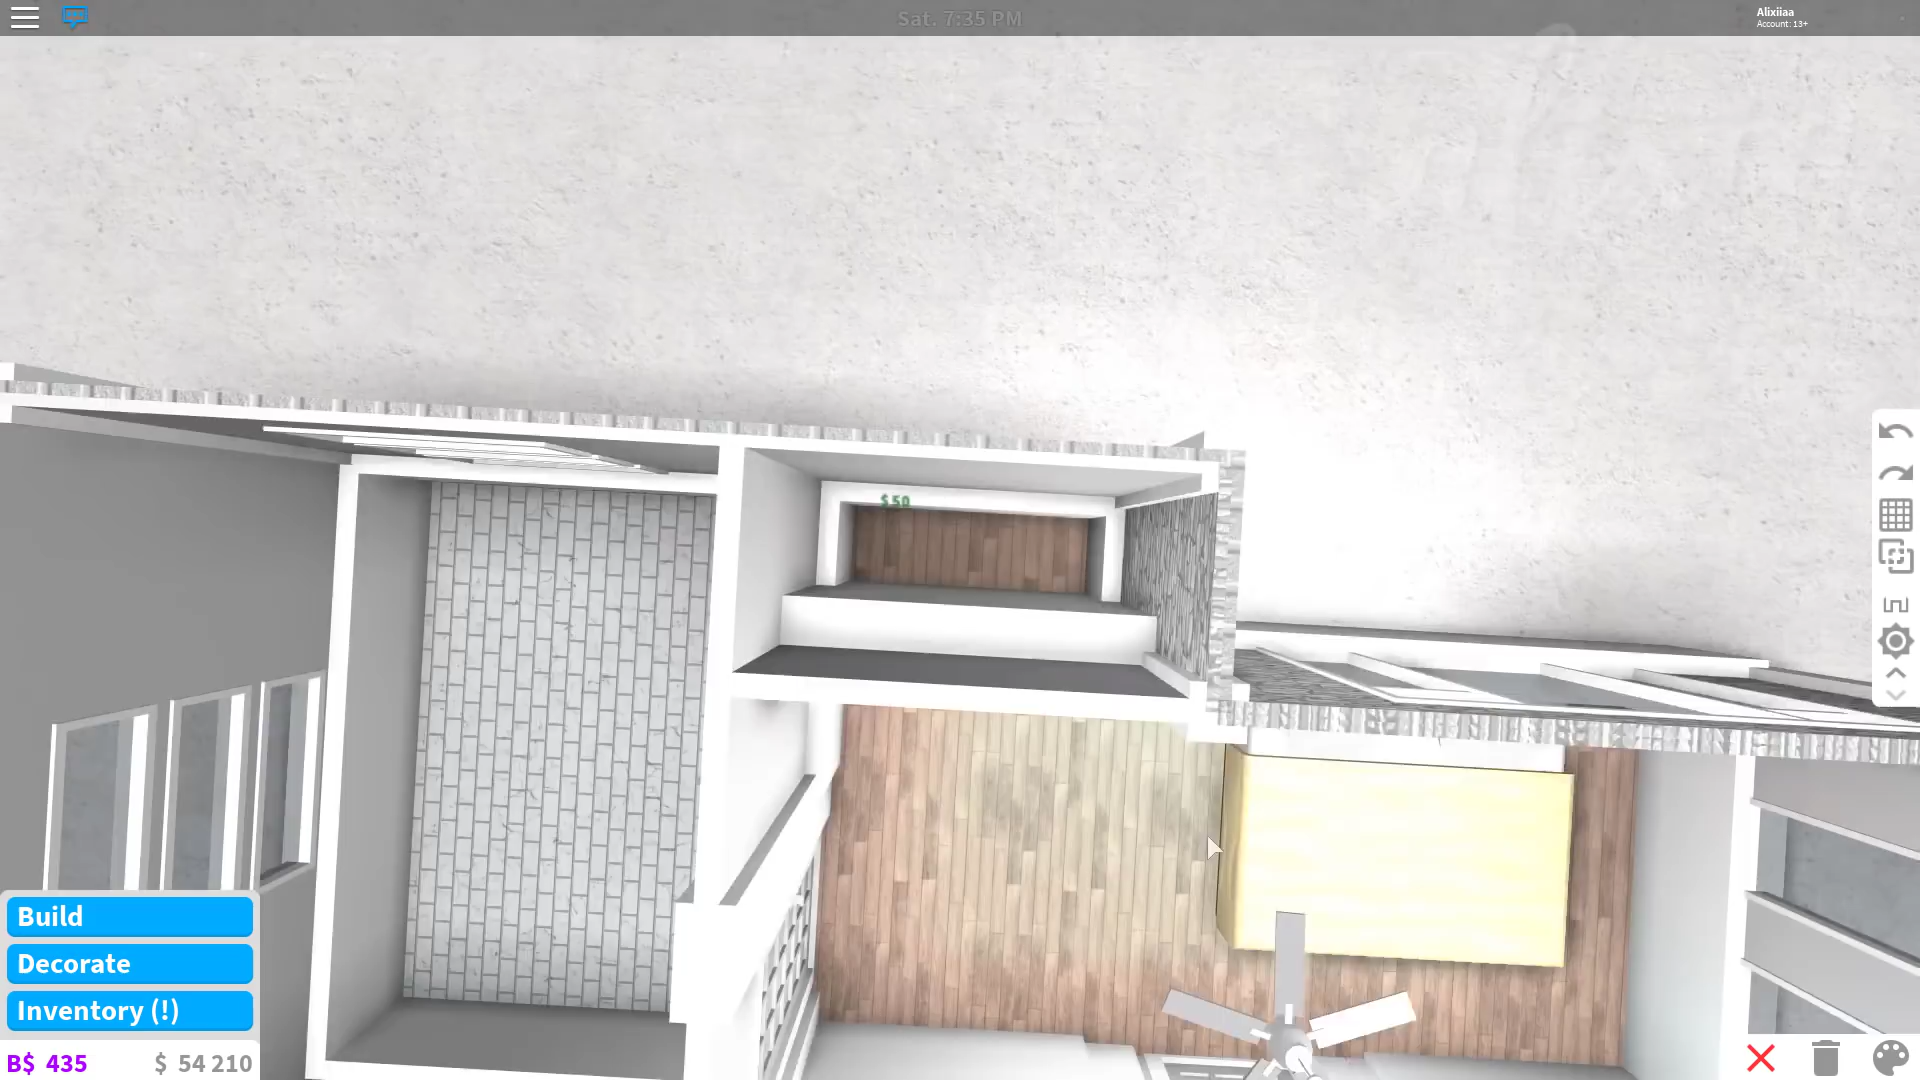 Sat. 7:35 PM
Alixiiaa
Account: 13+
$50
Build
Decorate
Inventory (!)
B$ 435
$ 54 210